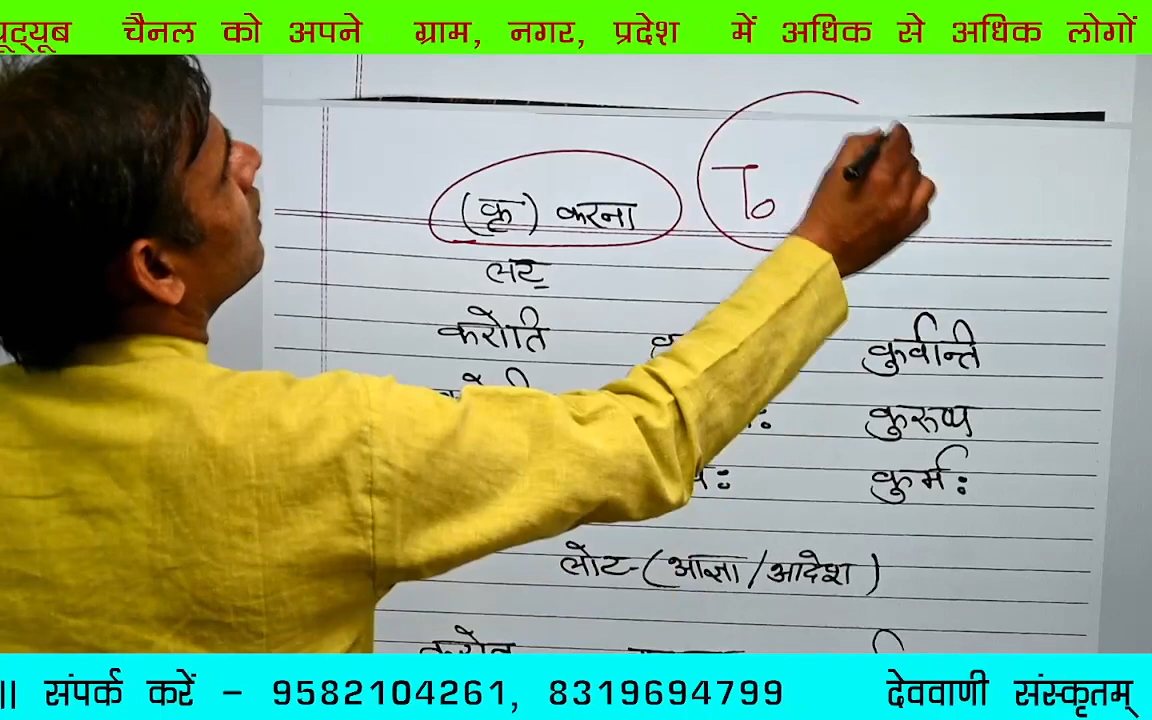 यूट्यूब चैनल को अपने ग्राम, नगर, प्रदेश में अधिक से अधिक लोगों
(कृ) करना To
लट्
करोति कुर्वन्ति
कुरुथ
कुर्मः
लोट-(आज्ञा/आदेश)
|| संपर्क करें - 9582104261, 8319694799 देववाणी संस्कृतम्